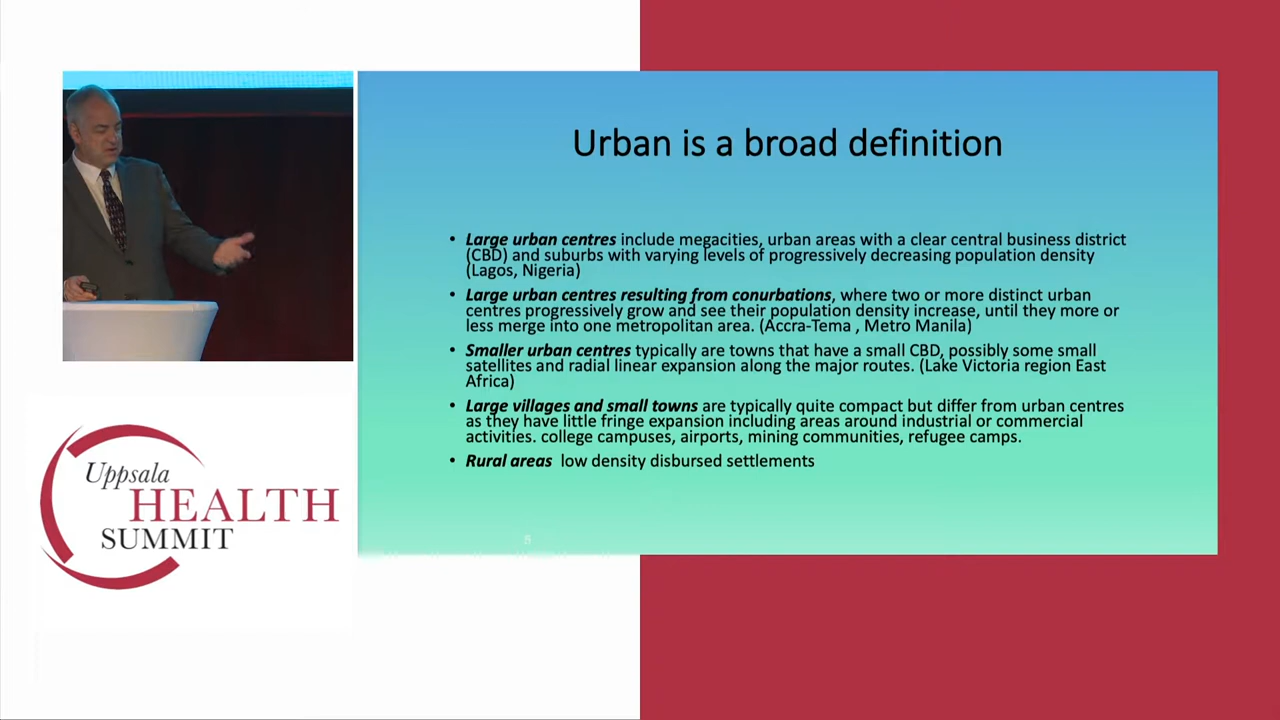 Urban is a broad definition
• Large urban centres include megacities, urban areas with a clear central business district
(CBD) and suburbs with varying levels of progressively decreasing population density
(Lagos, Nigeria)
• Large urban centres resulting from conurbations, where two or more distinct urban
centres progressively grow and see their population density increase, until they more or
less merge into one metropolitan area. (Accra-Tema , Metro Manila)
• Smaller urban centres typically are towns that have a small CBD, possibly some small
satellites and radial linear expansion along the major routes. (Lake Victoria region East
Africa)
• Large villages and small towns are typically quite compact but differ from urban centres
as they have little fringe expansion including areas around industrial or commercial
activities. college campuses, airports, mining communities, refugee camps.
• Rural areas low density disbursed settlements
Uppsala
HEALTH
SUMMIT